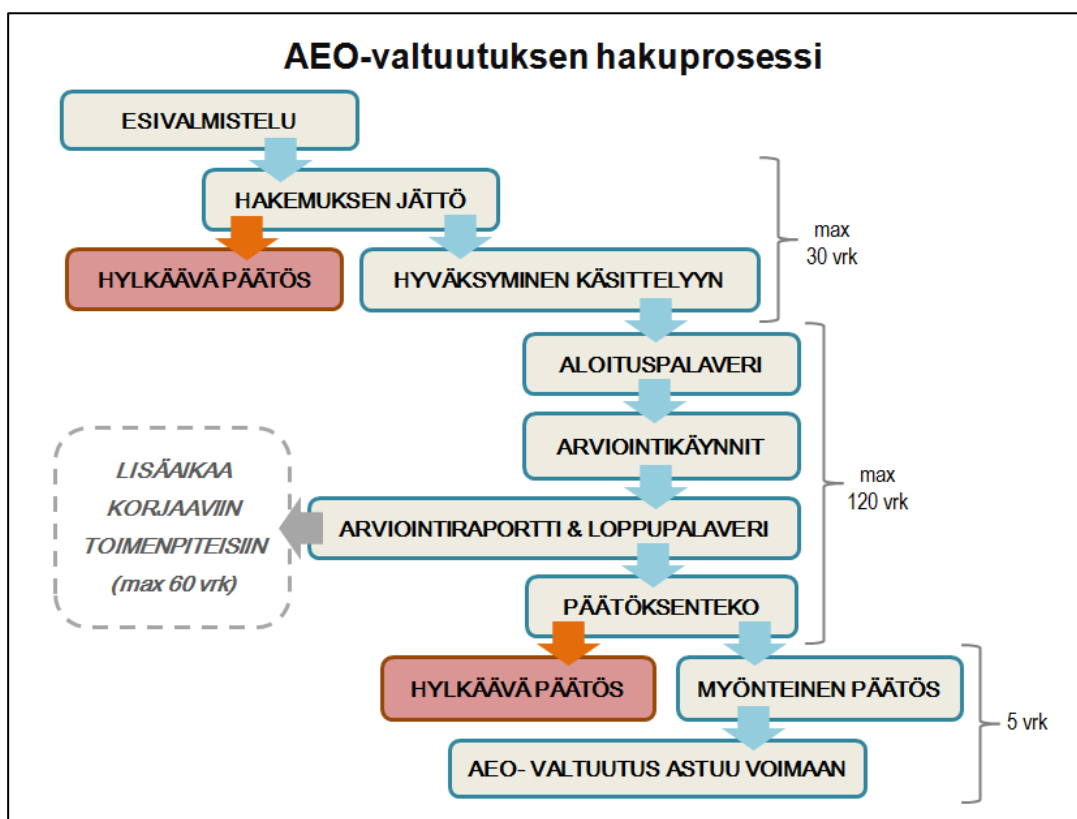 AEO-valtuutuksen hakuprosessi
ESIVALMISTELU
HAKEMUKSEN JÄTTÖ
HYLKÄÄVÄ PÄÄTÖS
HYVÄKSYMINEN KÄSITTELYYN
max
30 vrk
ALOITUSPALAVERI
ARVIOINTIKÄYNNIT
LISÄAIKAA
KORJAAVIIN
TOIMENPITEISIIN
(max 60 vrk)
ARVIOINTIRAPORTTI & LOPPUPALAVERI
PÄÄTÖKSENTEKO
max
120 vrk
HYLKÄÄVÄ PÄÄTÖS
MYÖNTEINEN PÄÄTÖS
AEO- VALTUUTUS ASTUU VOIMAAN
5 vrk